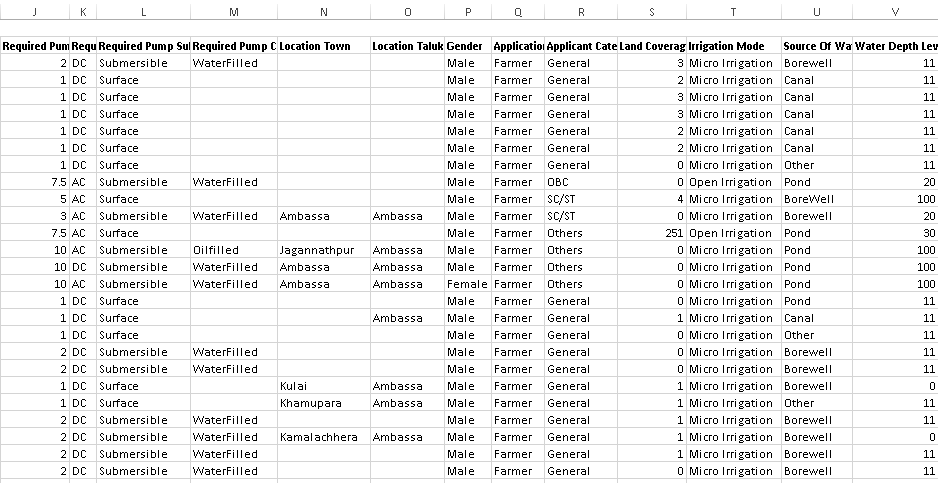 J K L M N O P Q R S T U V
Required Pum Requ Required Pump Su Required Pump C Location Town Location Taluk Gender Applicatio Applicant Cate Land Coverag Irrigation Mode Source Of Wa Water Depth Lev
2 DC Submersible WaterFilled Male Farmer General 3 Micro Irrigation Borewell 11
1 DC Surface Male Farmer General 2 Micro Irrigation Canal 11
1 DC Surface Male Farmer General 3 Micro Irrigation Canal 11
1 DC Surface Male Farmer General 3 Micro Irrigation Canal 11
1 DC Surface Male Farmer General 2 Micro Irrigation Canal 11
1 DC Surface Male Farmer General 2 Micro Irrigation Canal 11
1 DC Surface Male Farmer General 0 Micro Irrigation Other 11
7.5 AC Submersible WaterFilled Male Farmer OBC 0 Open Irrigation Pond 20
5 AC Surface Male Farmer SC/ST 4 Micro Irrigation BoreWell 100
3 AC Submersible WaterFilled Ambassa Ambassa Male Farmer SC/ST 0 Micro Irrigation Borewell 20
7.5 AC Surface Male Farmer Others 251 Open Irrigation Pond 30
10 AC Submersible Oilfilled Jagannathpur Ambassa Male Farmer Others 0 Micro Irrigation Pond 100
10 DC Submersible WaterFilled Ambassa Ambassa Male Farmer Others 0 Micro Irrigation Pond 100
10 AC Submersible WaterFilled Ambassa Ambassa Female Farmer Others 0 Micro Irrigation Pond 100
1 DC Surface Male Farmer General 0 Micro Irrigation Pond 11
1 DC Surface Ambassa Male Farmer General 1 Micro Irrigation Canal 11
1 DC Surface Male Farmer General 0 Micro Irrigation Other 11
2 DC Submersible WaterFilled Male Farmer General 0 Micro Irrigation Borewell 11
2 DC Submersible WaterFilled Male Farmer General 0 Micro Irrigation Borewell 11
1 DC Surface Kulai Ambassa Male Farmer General 1 Micro Irrigation Borewell 0
1 DC Surface Khamupara Ambassa Male Farmer General 1 Micro Irrigation Other 11
2 DC Submersible WaterFilled Male Farmer General 1 Micro Irrigation Borewell 11
2 DC Submersible WaterFilled Kamalachhera Ambassa Male Farmer General 1 Micro Irrigation Borewell 0
2 DC Submersible WaterFilled Male Farmer General 1 Micro Irrigation Borewell 11
2 DC Submersible WaterFilled Male Farmer General 0 Micro Irrigation Borewell 11